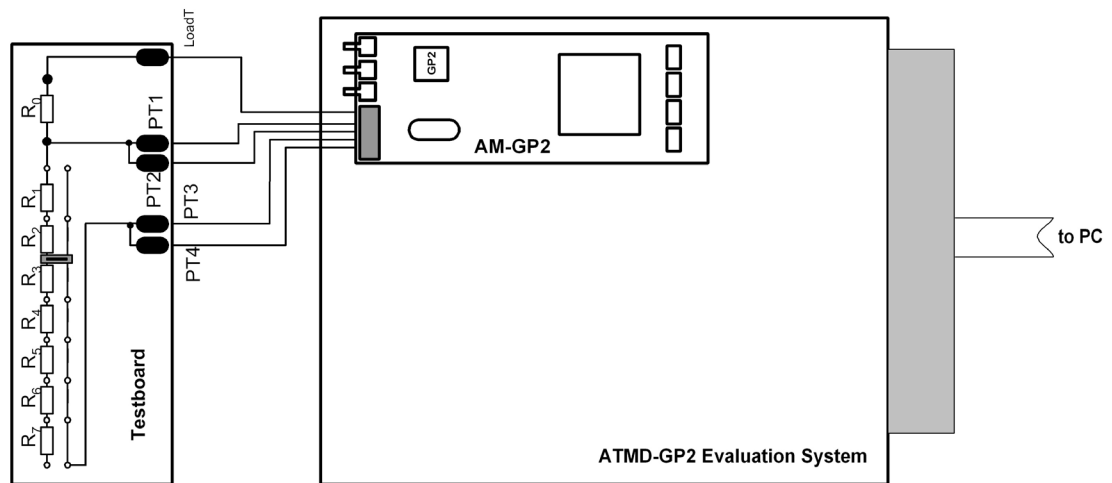 LoadT
GP2
R0
PT1
AM-GP2
PT2
R1
PT3
R2
to PC
PT4
R3
R4
R5
Testboard
R6
R7
ATMD-GP2 Evaluation System